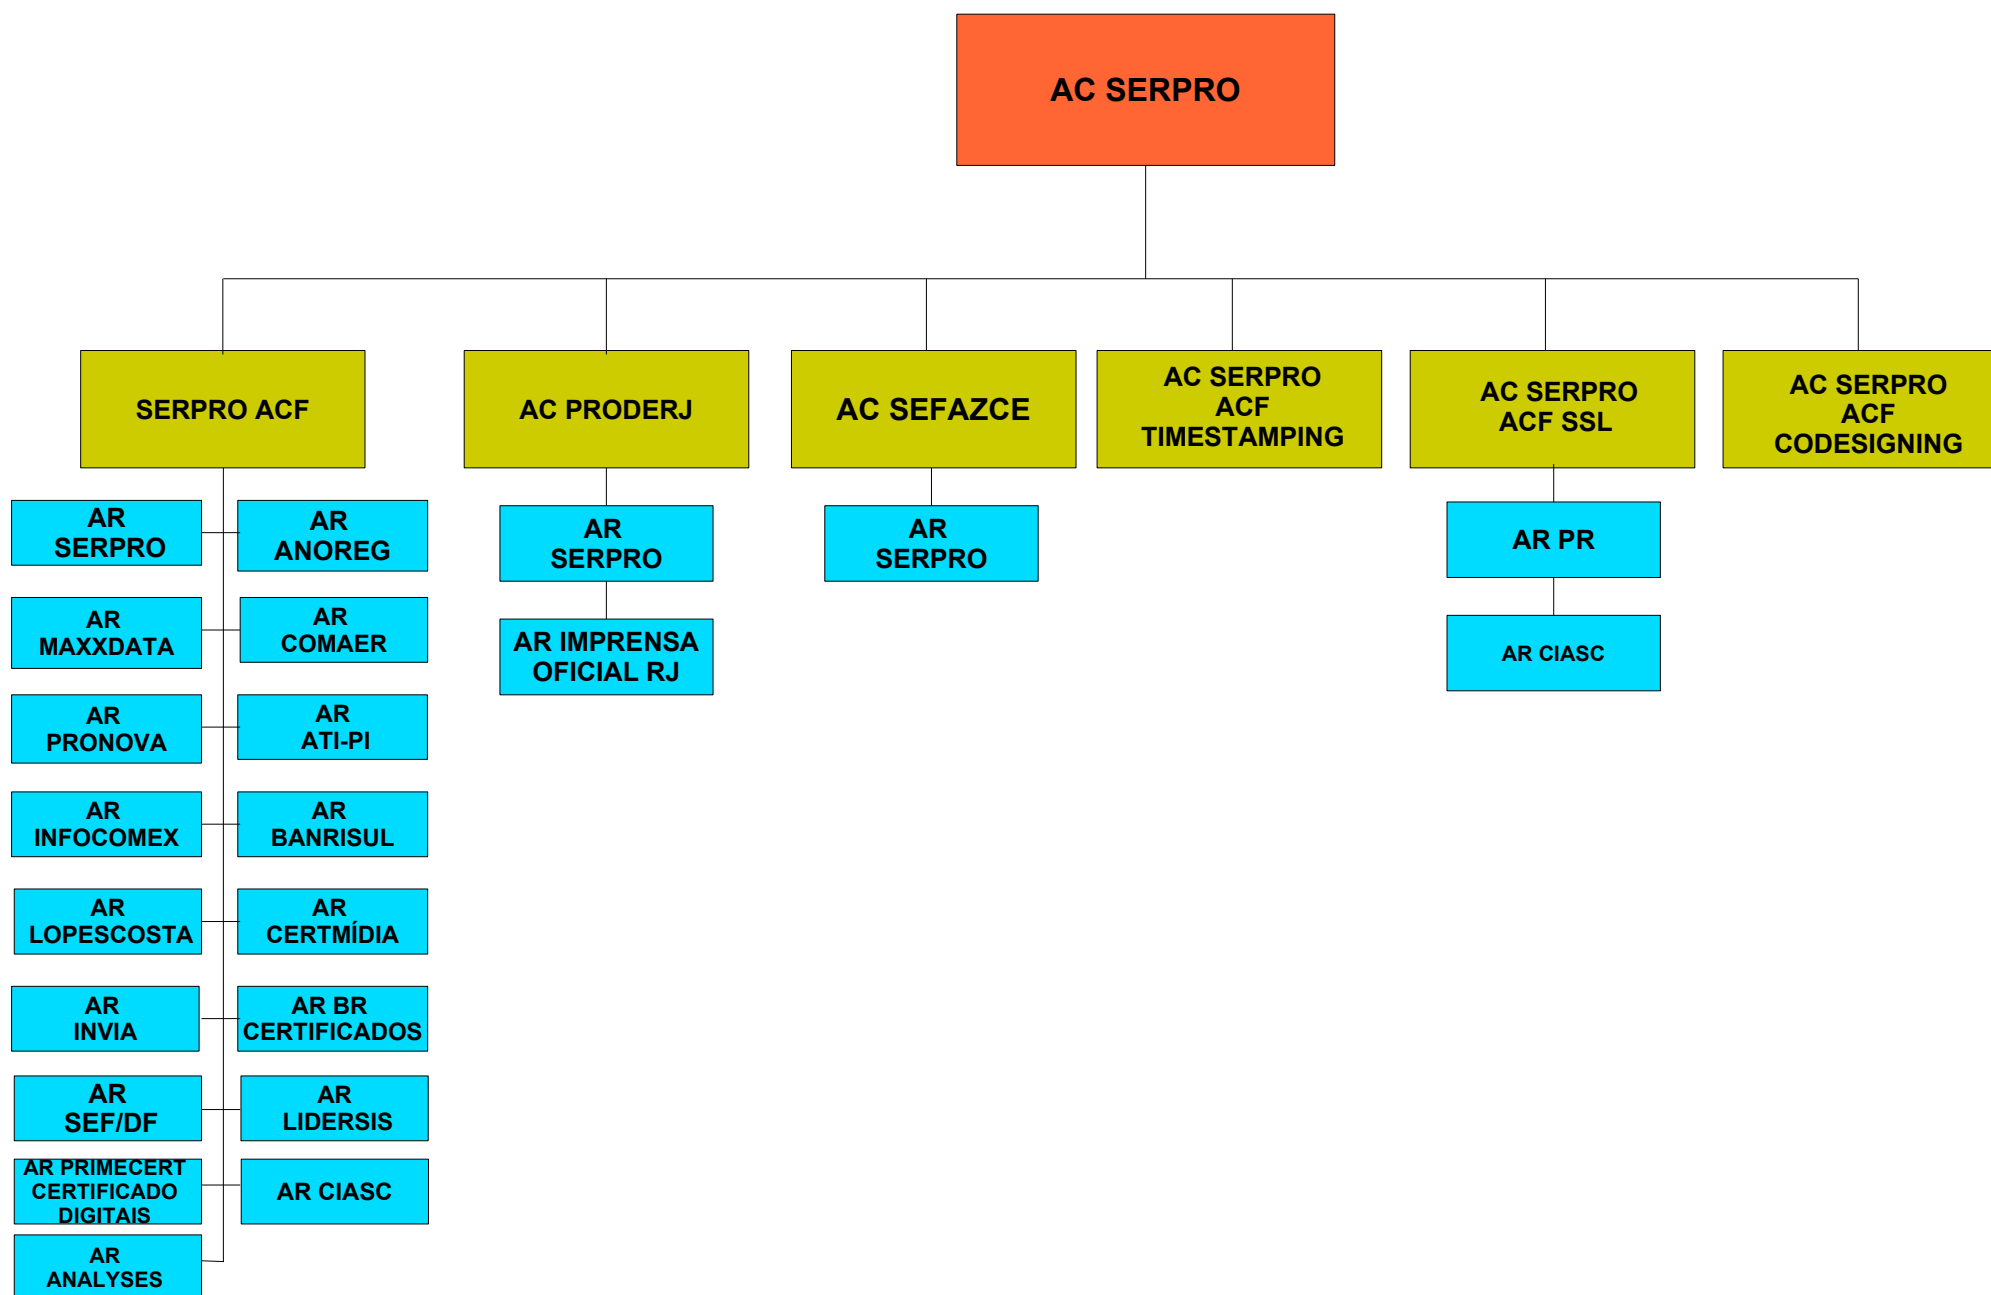 AC SERPRO
SERPRO ACF
AC PRODERJ
AC SEFAZCE
AC SERPRO
ACF
TIMESTAMPING
AC SERPRO
ACF SSL
AC SERPRO
ACF
CODESIGNING
AR
SERPRO
AR
ANOREG
AR
MAXXDATA
AR
COMAER
AR
PRONOVA
AR
ATI-PI
AR
INFOCOMEX
AR
BANRISUL
AR
LOPESCOSTA
AR
CERTMÍDIA
AR
INVIA
AR BR
CERTIFICADOS
AR
SEF/DF
AR
LIDERSIS
AR PRIMECERT
CERTIFICADO
DIGITAIS
AR CIASC
AR
ANALYSES
AR
SERPRO
AR IMPRENSA
OFICIAL RJ
AR
SERPRO
AR PR
AR CIASC